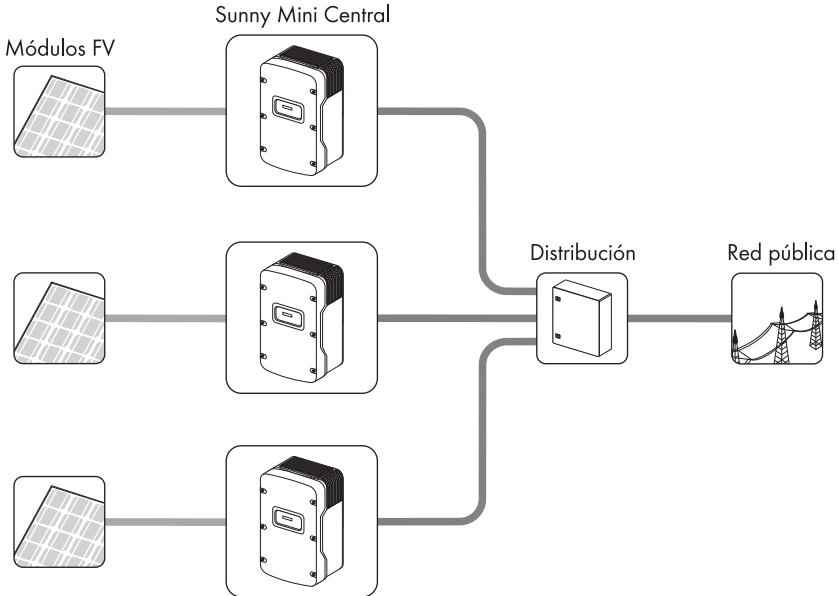 Sunny Mini Central
Módulos FV
Distribución
Red pública